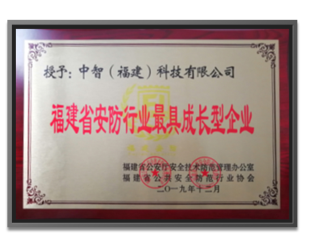 授予：中智（福建）科技有限公司
福建省安防行业最具成长型企业
福建省公安厅安全技术防范管理办公室
福建省公共安全防范行业协会
二〇一九年十二月